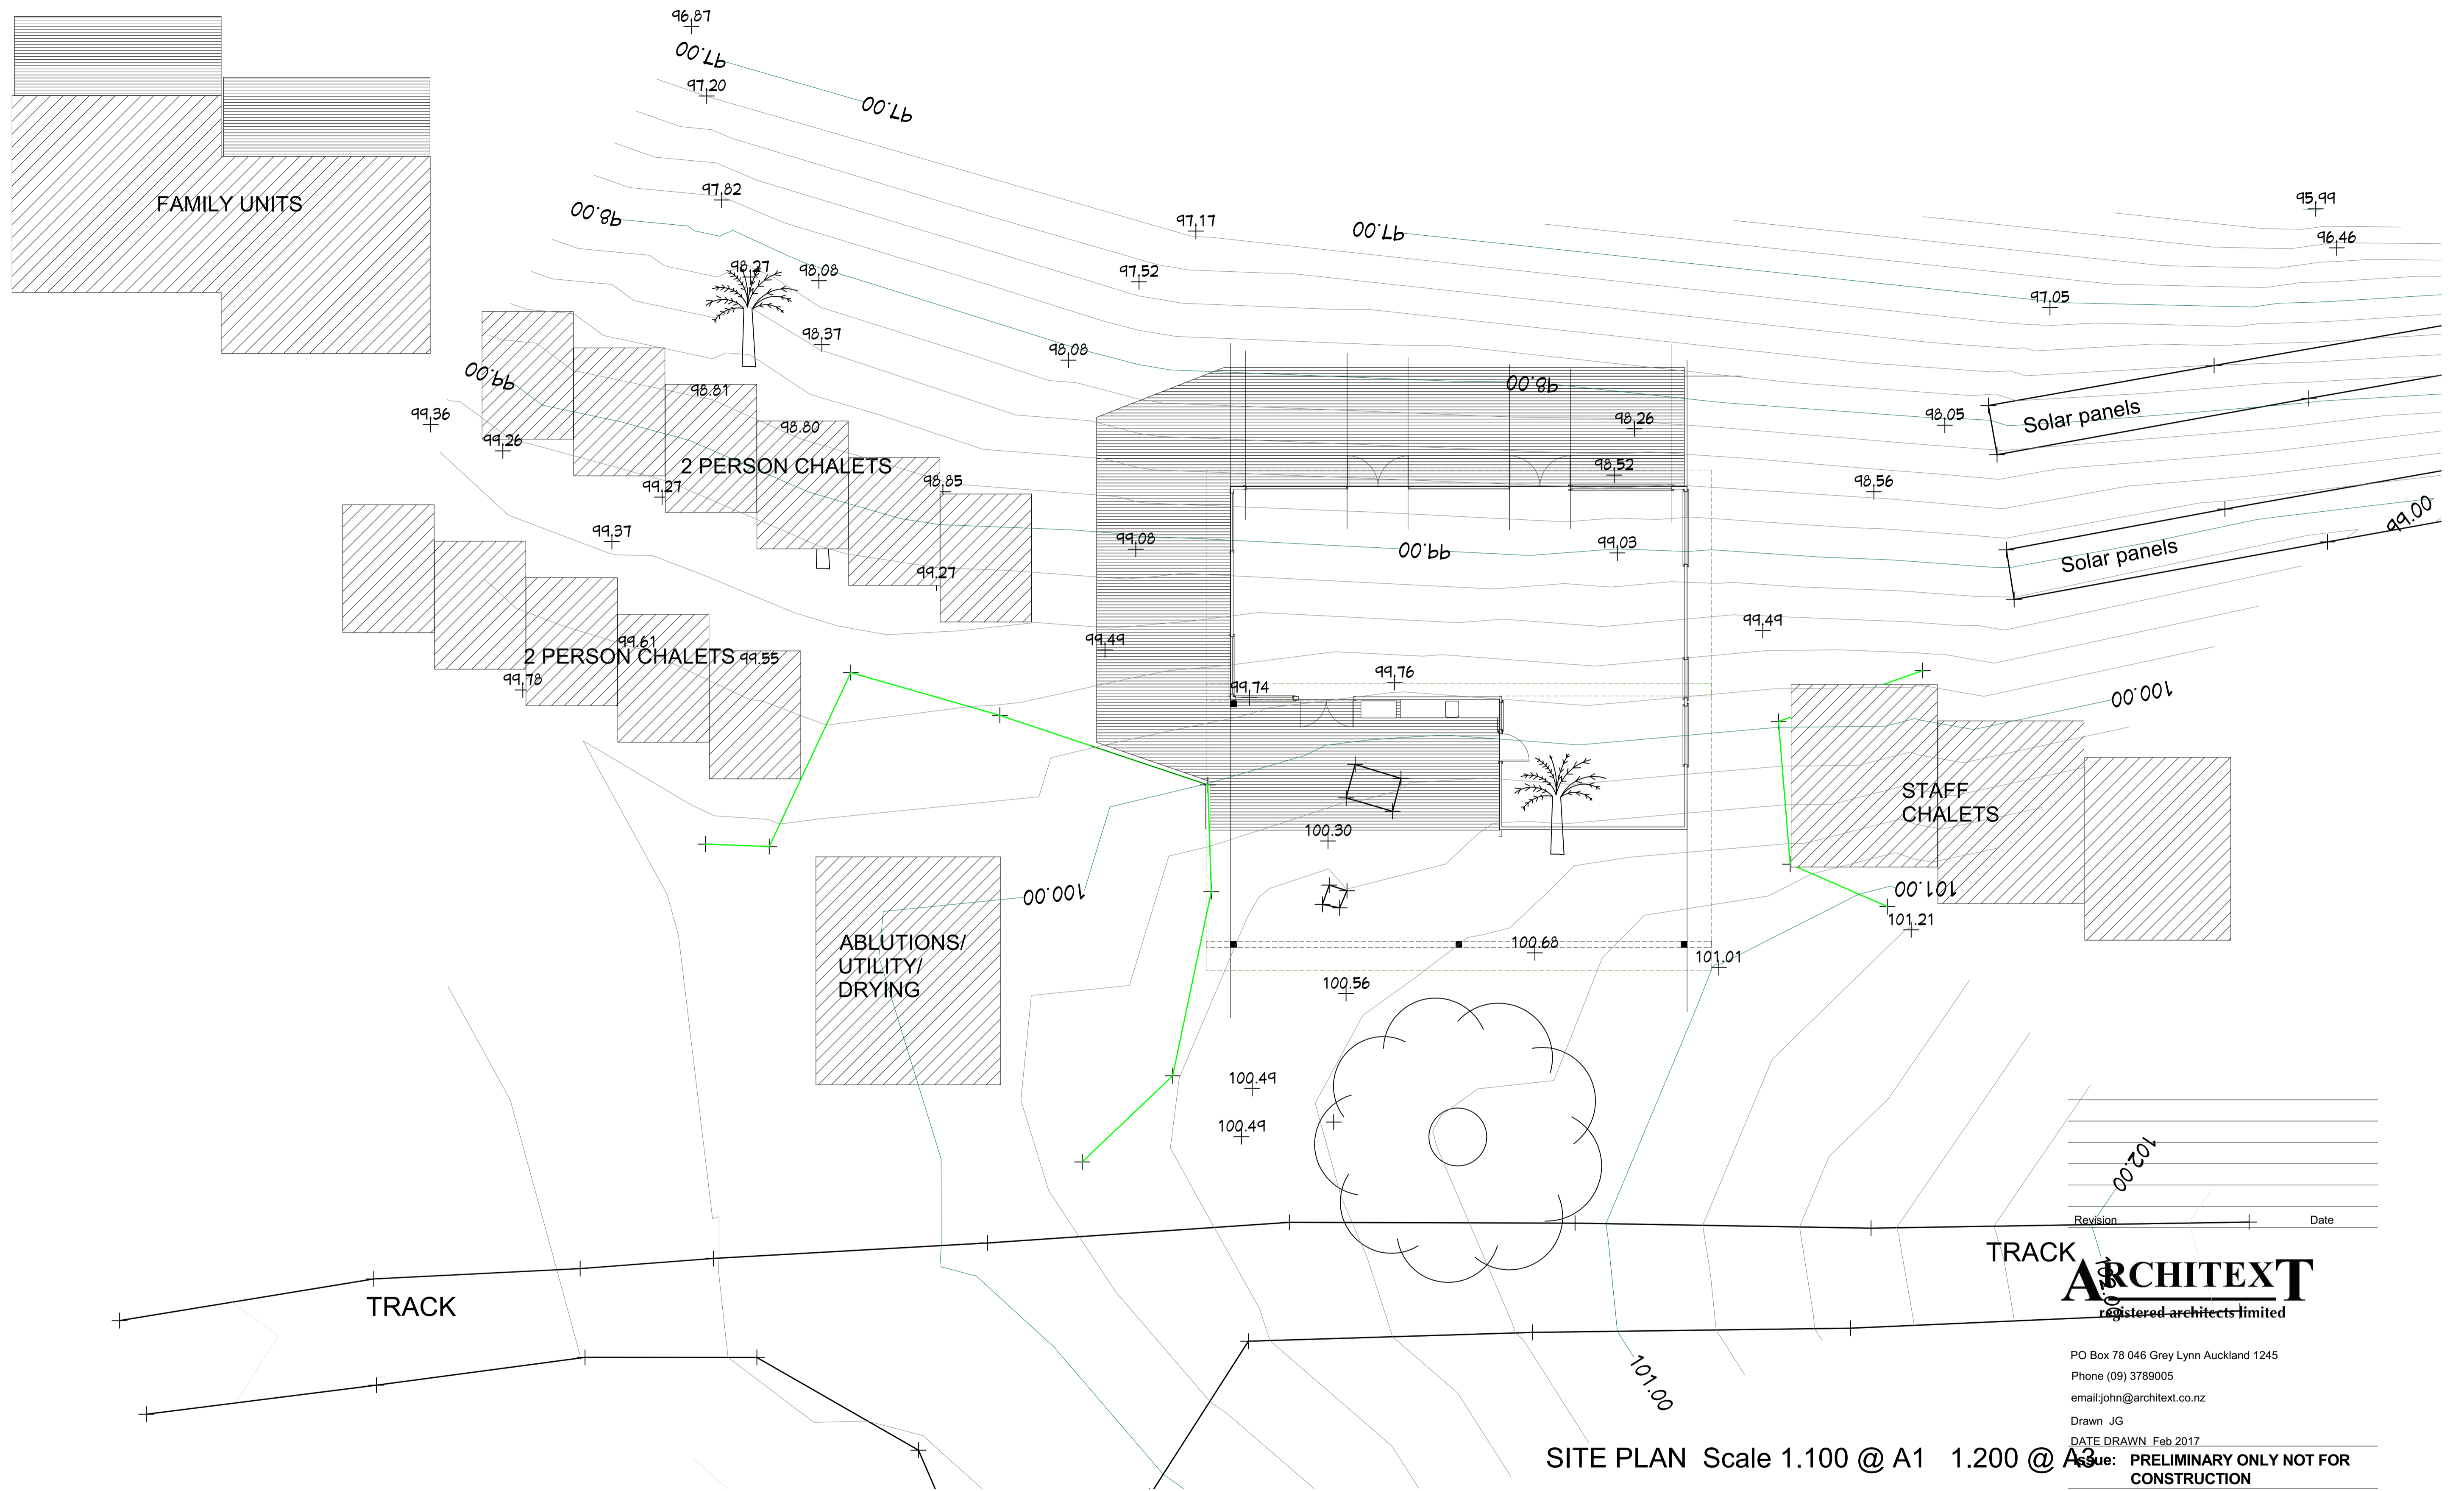 96.87
97.00
97.20
97.00
FAMILY UNITS
97.82
98.00
97.17
97.00
95.99
96.46
98.27
98.08
97.52
97.05
98.37
98.08
99.00
98.81
98.00
98.05
Solar panels
98.26
99.36
99.26
98.80
2 PERSON CHALETS
99.27
98.85
98.52
98.56
99.37
99.08
99.00
99.03
99.00
Solar panels
99.27
99.61
2 PERSON CHALETS
99.55
99.78
99.49
99.49
99.74
99.76
100.00
STAFF
CHALETS
100.30
100.00
101.00
101.21
ABLUTIONS/
UTILITY/
DRYING
100.68
101.01
100.56
100.49
100.49
102.00
Revision
Date
TRACK
TRACK
102.00
ARCHITEXT
registered architects limited
PO Box 78 046 Grey Lynn Auckland 1245
Phone (09) 3789005
email:john@architext.co.nz
101.00
Drawn JG
DATE DRAWN Feb 2017
SITE PLAN Scale 1.100 @ A1 1.200 @ A3
Issue: PRELIMINARY ONLY NOT FOR
CONSTRUCTION